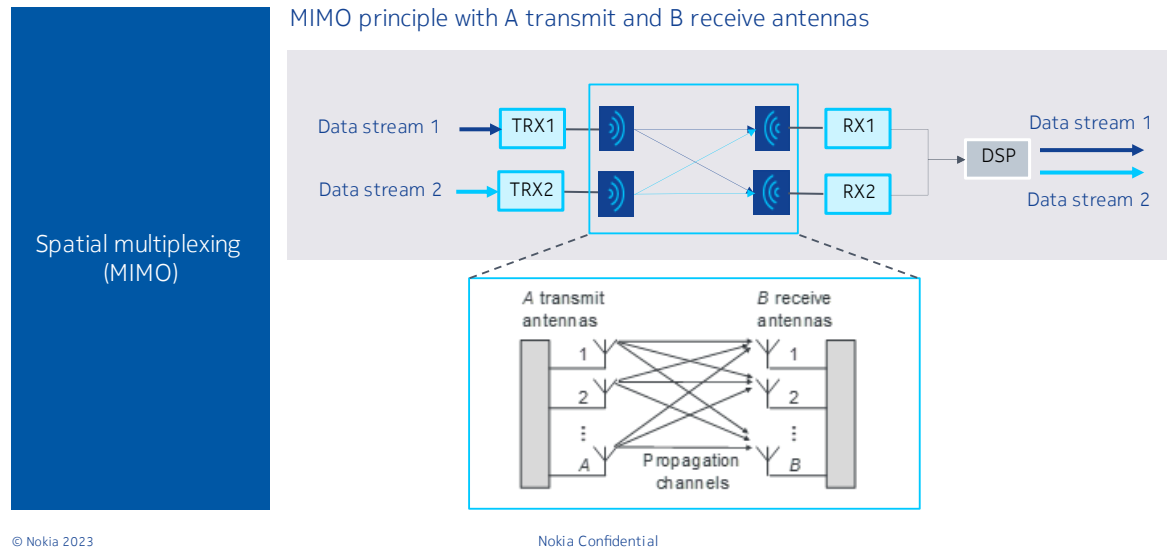 MIMO principle with A transmit and B receive antennas
Spatial multiplexing
(MIMO)
Data stream 1
TRX1
RX1
Data stream 1
DSP
Data stream 2
TRX2
RX2
Data stream 2
A transmit
antennas
B receive
antennas
1
1
2
2
⋮
⋮
A
Propagation
channels
B
© Nokia 2023
Nokia Confidential